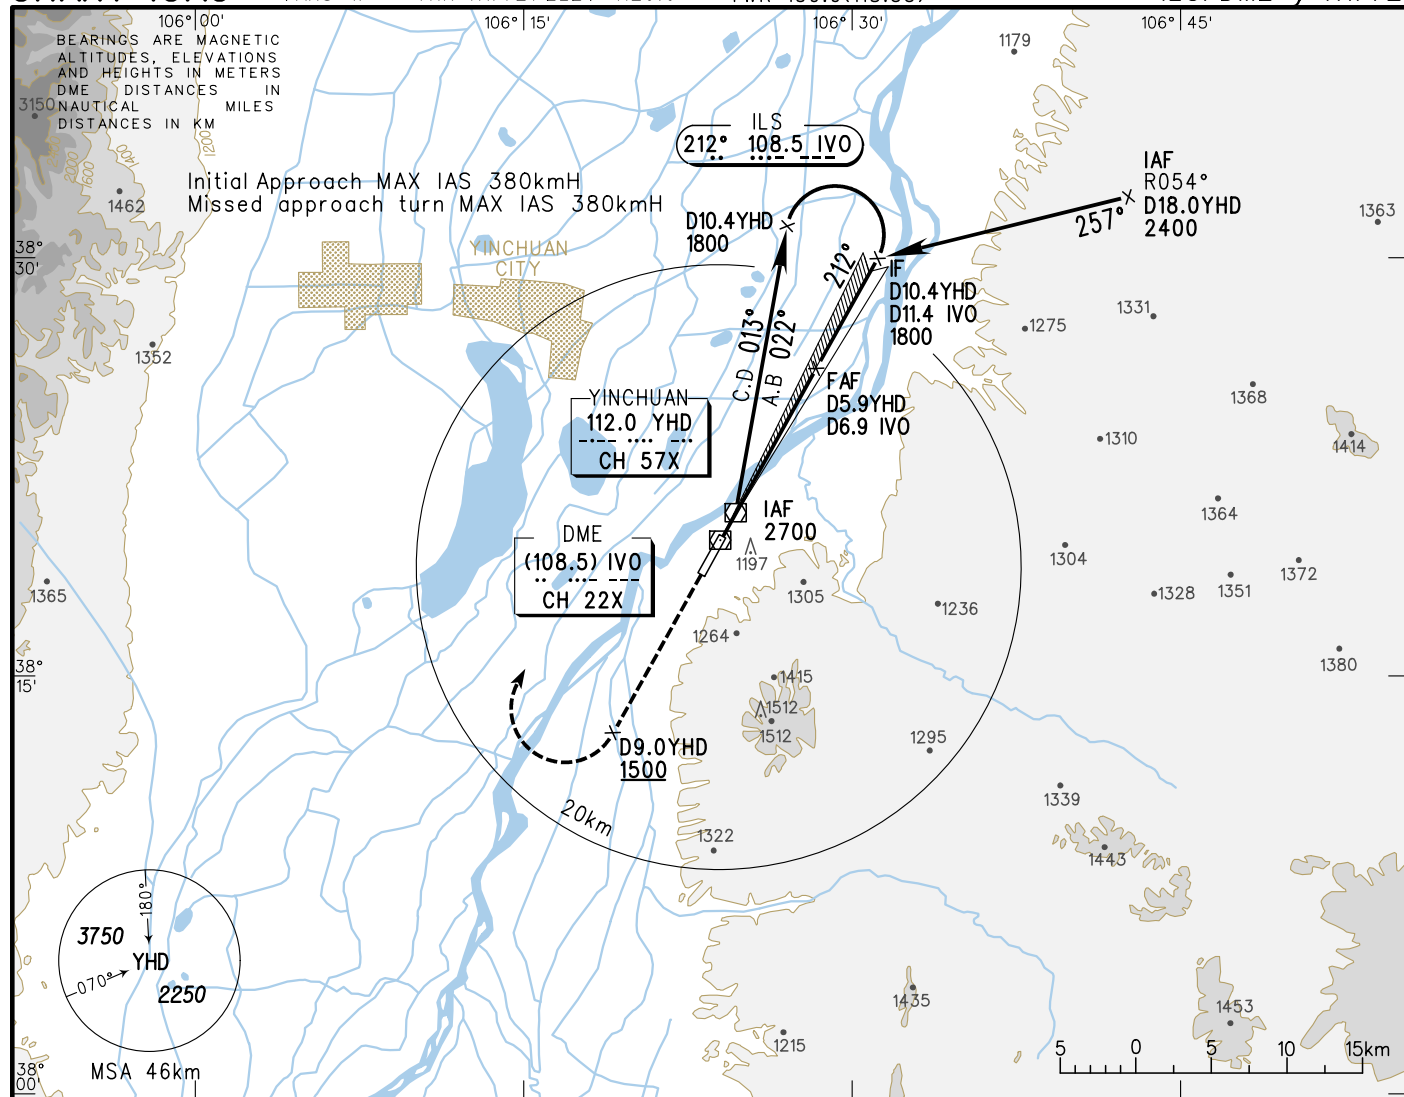 106°00'
106°15'
106°30'
106°45'
BEARINGS ARE MAGNETIC
ALTITUDES, ELEVATIONS
AND HEIGHTS IN METERS
DME DISTANCES IN
NAUTICAL MILES
DISTANCES IN KM
3150
1179
2000
1600
1400
1200
1462
Initial Approach MAX IAS 380kmH
Missed approach turn MAX IAS 380kmH
ILS
212° 108.5 IVO
IAF
R054°
D18.0YHD
2400
257°
1363
D10.4YHD
1800
38°
30'
YINCHUAN
CITY
212°
IF
D10.4YHD
D11.4 IVO
1800
1331
1275
1352
C.D 013°
A.B 022°
FAF
D5.9YHD
D6.9 IVO
1368
1310
1414
YINCHUAN
112.0 YHD
CH 57X
1364
IAF
2700
DME
(108.5) IVO
CH 22X
1197
1304
1372
1351
1328
1365
1305
1236
1264
38°
15'
1380
1415
1512
1512
1295
D9.0YHD
1500
1339
20km
1322
1443
180°
3750
YHD
070°
2250
MSA 46km
1435
1453
1215
38°
00'
5 0 5 10 15km